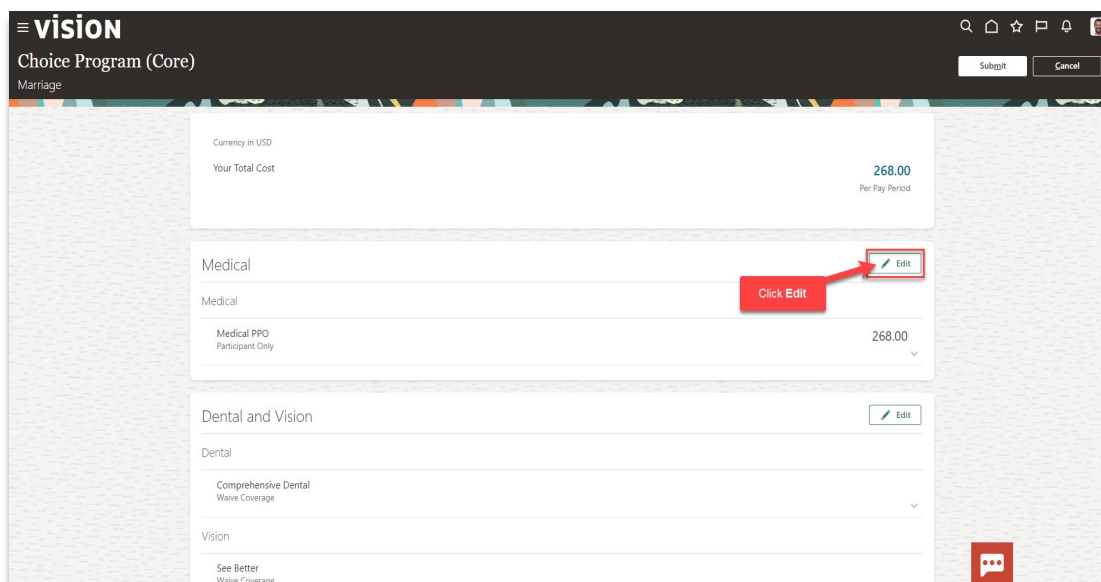 vision
Choice Program (Core)
Marriage
Submit
Cancel
Currency in USD
Your Total Cost
268.00
Per Pay Period
Medical
Edit
Click Edit
Medical
Medical PPO
Participant Only
268.00
Dental and Vision
Edit
Dental
Comprehensive Dental
Waive Coverage
Vision
See Better
Waive Coverage